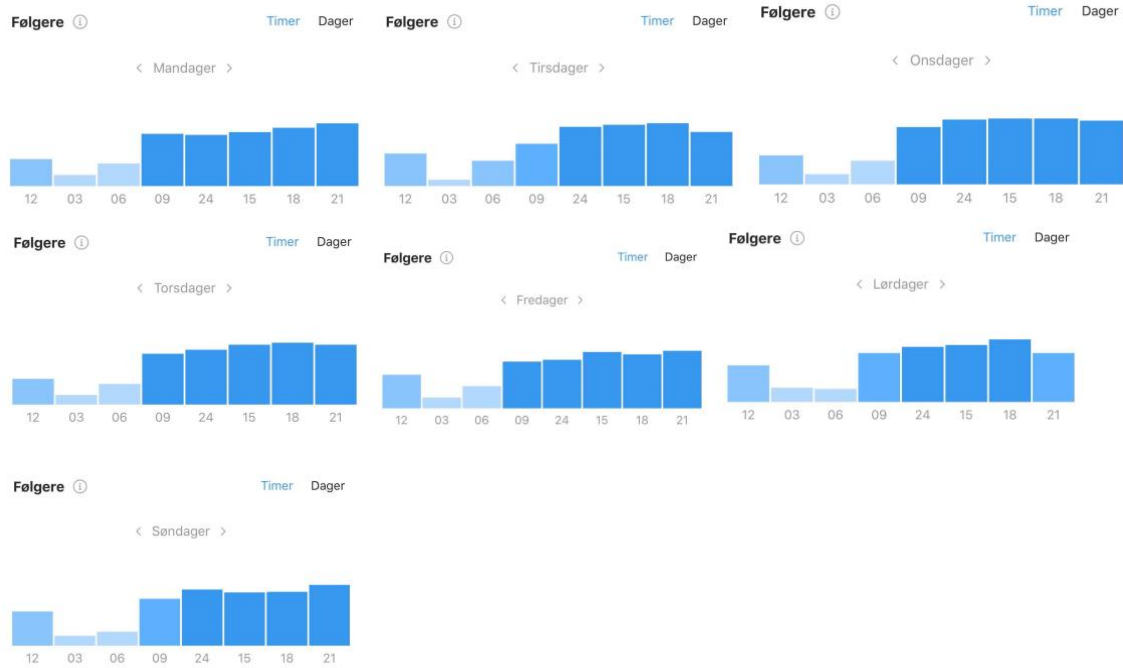 Følgere Timer Dager
< Mandager >
12 03 06 09 24 15 18 21
Følgere Timer Dager
< Tirsdager >
12 03 06 09 24 15 18 21
Følgere Timer Dager
< Onsdager >
12 03 06 09 24 15 18 21
Følgere Timer Dager
< Torsdager >
12 03 06 09 24 15 18 21
Følgere Timer Dager
< Fredager >
12 03 06 09 24 15 18 21
Følgere Timer Dager
< Lørdager >
12 03 06 09 24 15 18 21
Følgere Timer Dager
< Søndager >
12 03 06 09 24 15 18 21